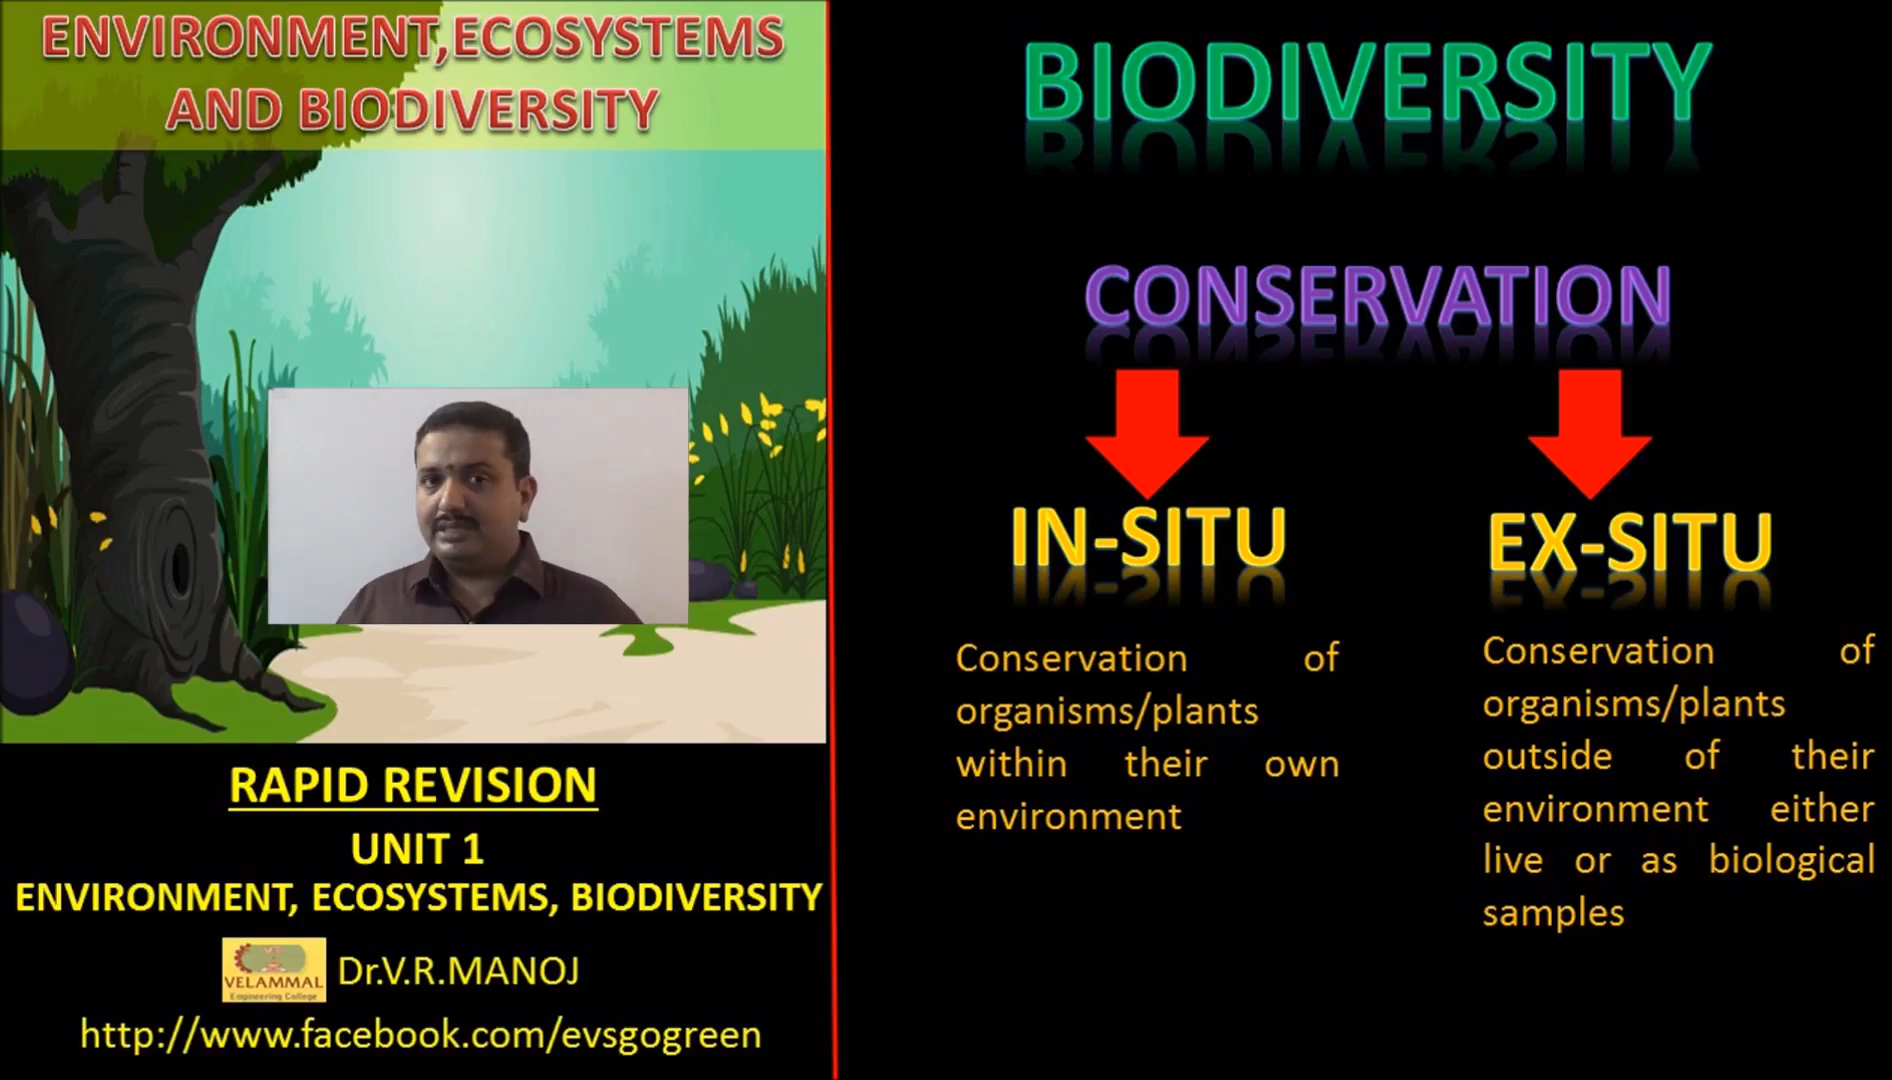 ENVIRONMENT,ECOSYSTEMS
AND BIODIVERSITY
RAPID REVISION
UNIT 1
ENVIRONMENT, ECOSYSTEMS, BIODIVERSITY
VELAMMAL
Engineering College
Dr.V.R.MANOJ
http://www.facebook.com/evsgogreen
BIODIVERSITY
CONSERVATION
IN-SITU
Conservation of
organisms/plants
within their own
environment
EX-SITU
Conservation of
organisms/plants
outside of their
environment either
live or as biological
samples